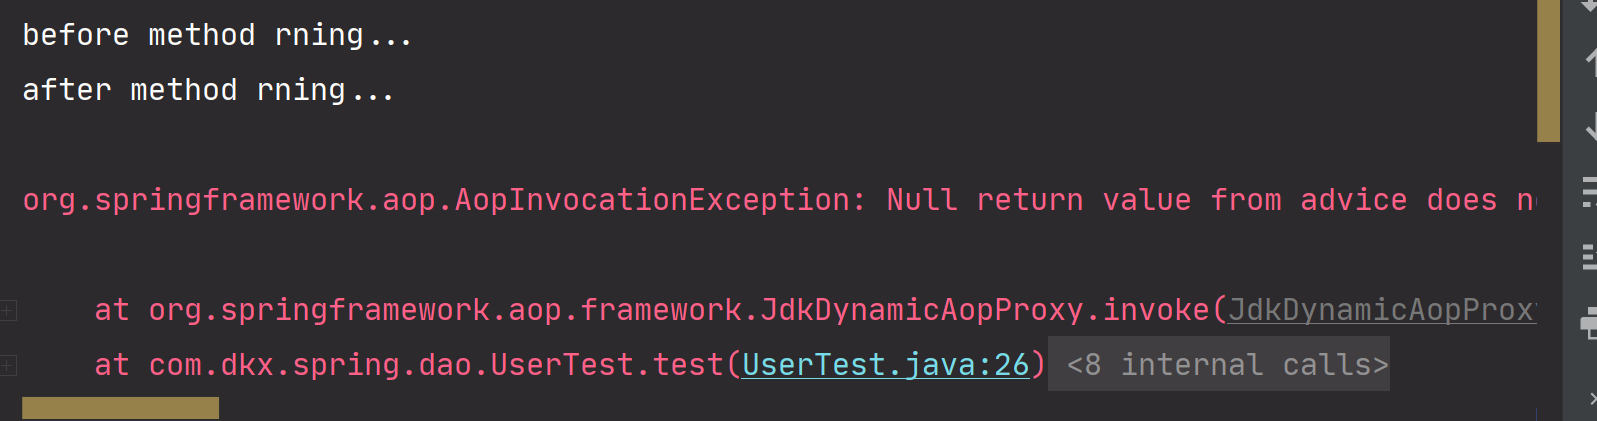 before method rning...
after method rning...
org.springframework.aop.AopInvocationException: Null return value from advice does
at org.springframework.aop.framework.JdkDynamicAopProxy.invoke(JdkDynamicAopProxy
at com.dkx.spring.dao.UserTest.test(UserTest.java:26) <8 internal calls>